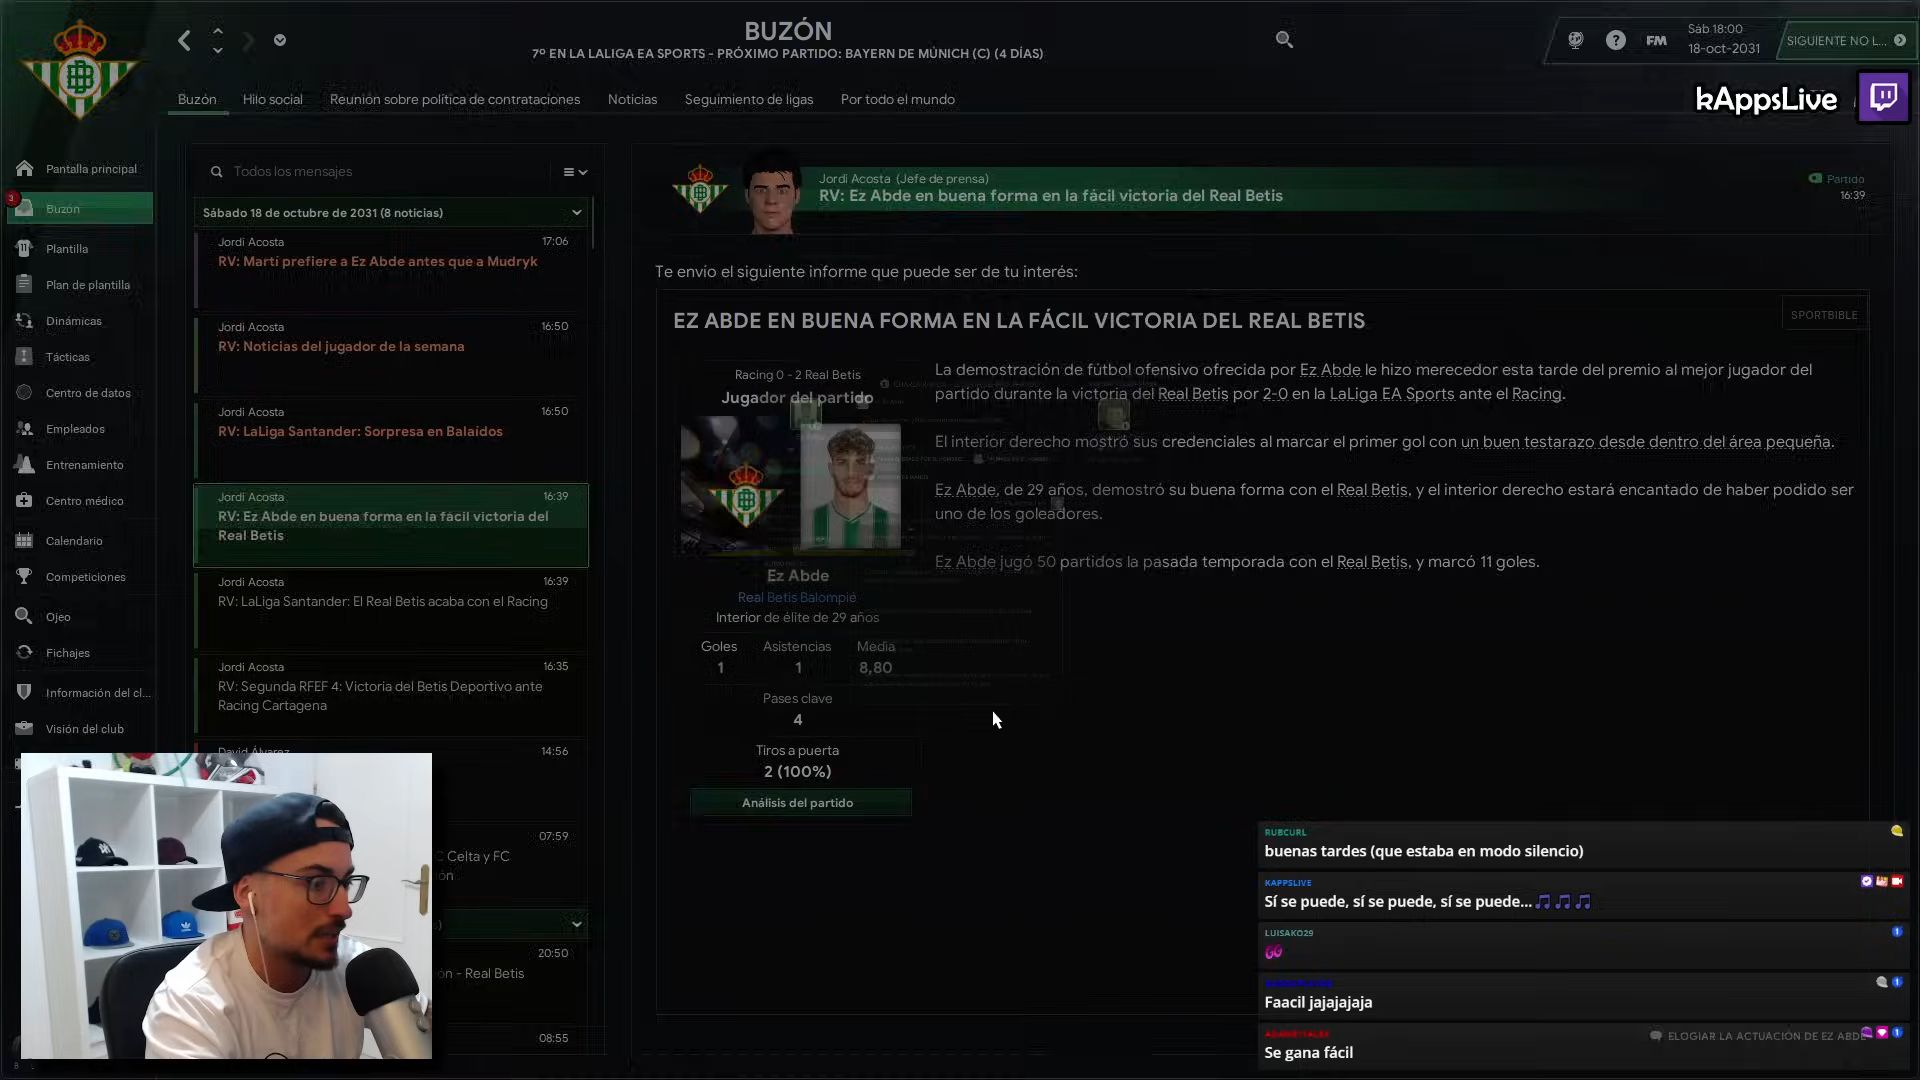 BUZÓN
7º EN LA LALIGA EA SPORTS - PRÓXIMO PARTIDO: BAYERN DE MÚNICH (C) (4 DÍAS)
FM
Sáb 18:00
18-oct-2031
SIGUIENTE NO L...
kAppsLive
Buzón
Hilo social
Reunión sobre política de contrataciones
Noticias
Seguimiento de ligas
Por todo el mundo
Pantalla principal
3
Buzón
Plantilla
Plan de plantilla
Dinámicas
Tácticas
Centro de datos
Empleados
Entrenamiento
Centro médico
Calendario
Competiciones
Ojeo
Fichajes
Información del cl...
Visión del club
Todos los mensajes
Sábado 18 de octubre de 2031 (8 noticias)
Jordi Acosta 17:06
RV: Martí prefiere a Ez Abde antes que a Mudryk
Jordi Acosta 16:50
RV: Noticias del jugador de la semana
Jordi Acosta 16:50
RV: LaLiga Santander: Sorpresa en Balaídos
Jordi Acosta 16:39
RV: Ez Abde en buena forma en la fácil victoria del
Real Betis
Jordi Acosta 16:39
RV: LaLiga Santander: El Real Betis acaba con el Racing
Jordi Acosta 16:35
RV: Segunda RFEF 4: Victoria del Betis Deportivo ante
Racing Cartagena
David Álvarez 14:56
07:59
C Celta y FC
ón
20:50
ón - Real Betis
08:55
Jordi Acosta (Jefe de prensa)
RV: Ez Abde en buena forma en la fácil victoria del Real Betis
Partido
16:39
Te envío el siguiente informe que puede ser de tu interés:
EZ ABDE EN BUENA FORMA EN LA FÁCIL VICTORIA DEL REAL BETIS
SPORTBIBLE
Racing 0 - 2 Real Betis
Jugador del partido
Ez Abde
Real Betis Balompié
Interior de élite de 29 años
Goles Asistencias Media
1 1 8,80
Pases clave
4
Tiros a puerta
2 (100%)
Análisis del partido
La demostración de fútbol ofensivo ofrecida por Ez Abde le hizo merecedor esta tarde del premio al mejor jugador del
partido durante la victoria del Real Betis por 2-0 en la LaLiga EA Sports ante el Racing.
El interior derecho mostró sus credenciales al marcar el primer gol con un buen testarazo desde dentro del área pequeña.
Ez Abde, de 29 años, demostró su buena forma con el Real Betis, y el interior derecho estará encantado de haber podido ser
uno de los goleadores.
Ez Abde jugó 50 partidos la pasada temporada con el Real Betis, y marcó 11 goles.
RUBCURL
buenas tardes (que estaba en modo silencio)
KAPPSLIVE
Sí se puede, sí se puede, sí se puede...
LUISAKO29
GG
Faacil jajajajaja
ELOGIAR LA ACTUACIÓN DE EZ ABDE
Se gana fácil